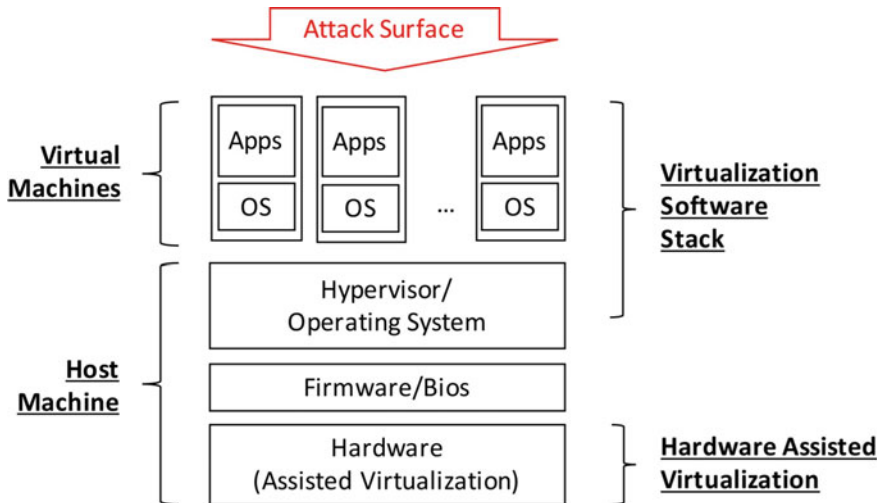 Attack Surface
Virtual
Machines
Apps
OS
Apps
OS
...
Apps
OS
Virtualization
Software
Stack
Host
Machine
Hypervisor/
Operating System
Firmware/Bios
Hardware
(Assisted Virtualization)
Hardware Assisted
Virtualization